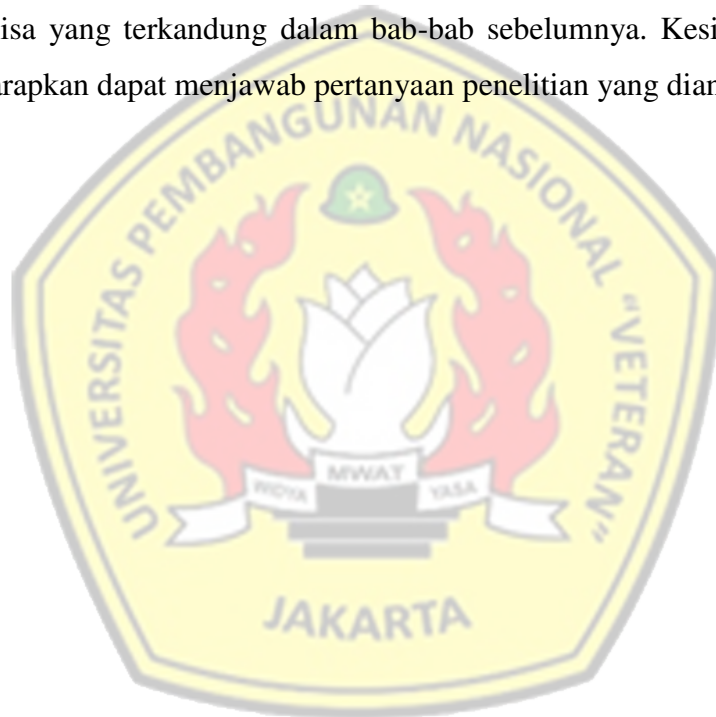 isa yang terkandung dalam bab-bab sebelumnya. Kesi
arapkan dapat menjawab pertanyaan penelitian yang dian
UNIVERSITAS PEMBANGUNAN NASIONAL "VETERAN"
WIDYA MWAT YASA
JAKARTA